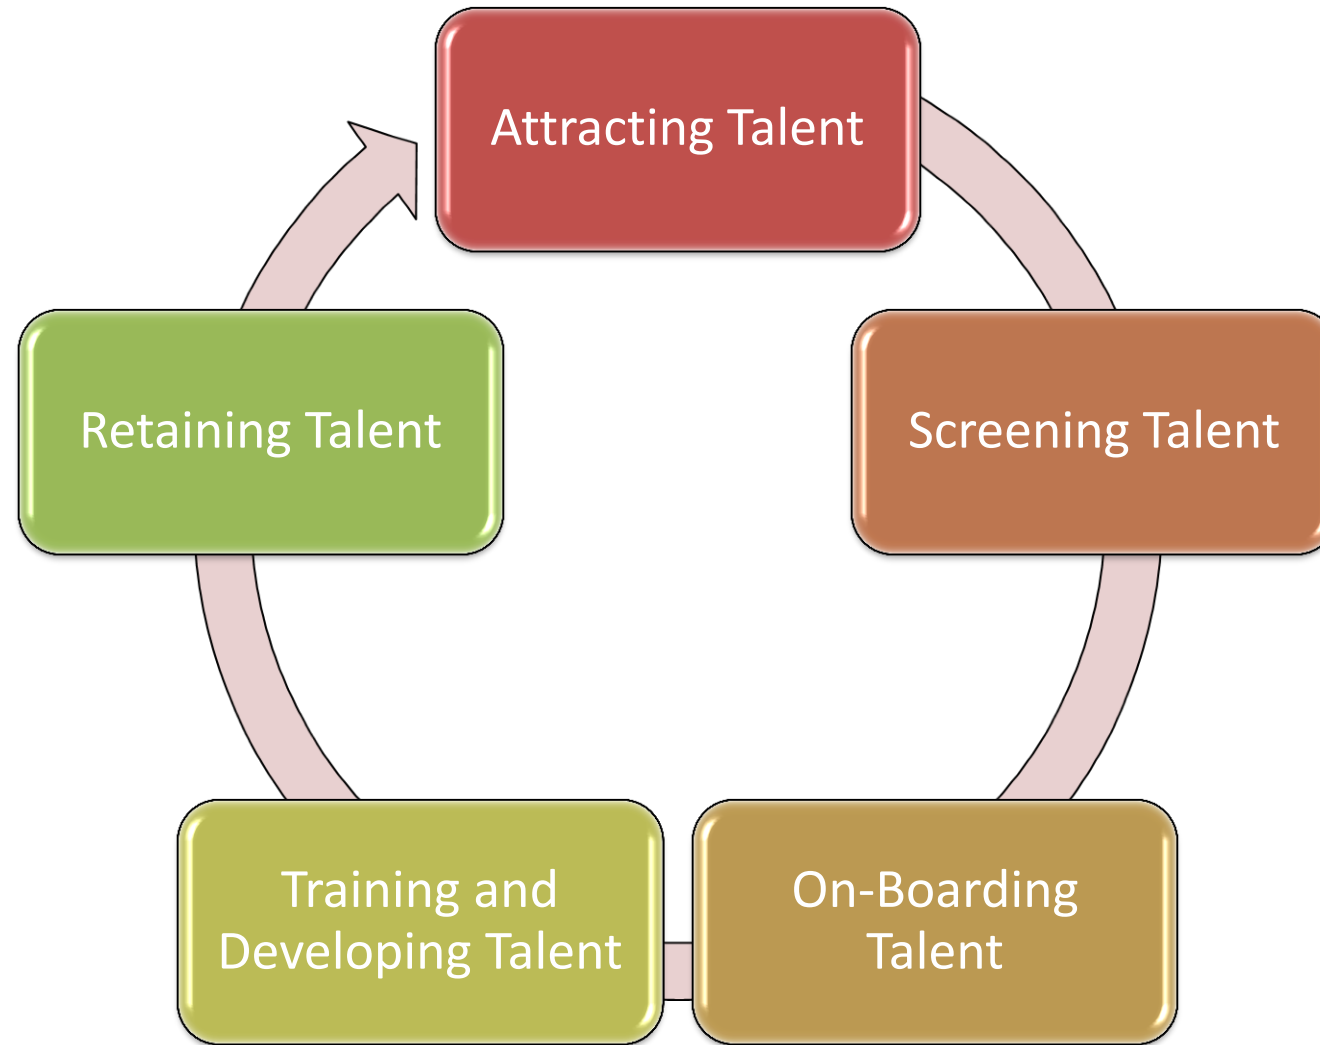 Attracting Talent
Screening Talent
On-Boarding
Talent
Training and
Developing Talent
Retaining Talent